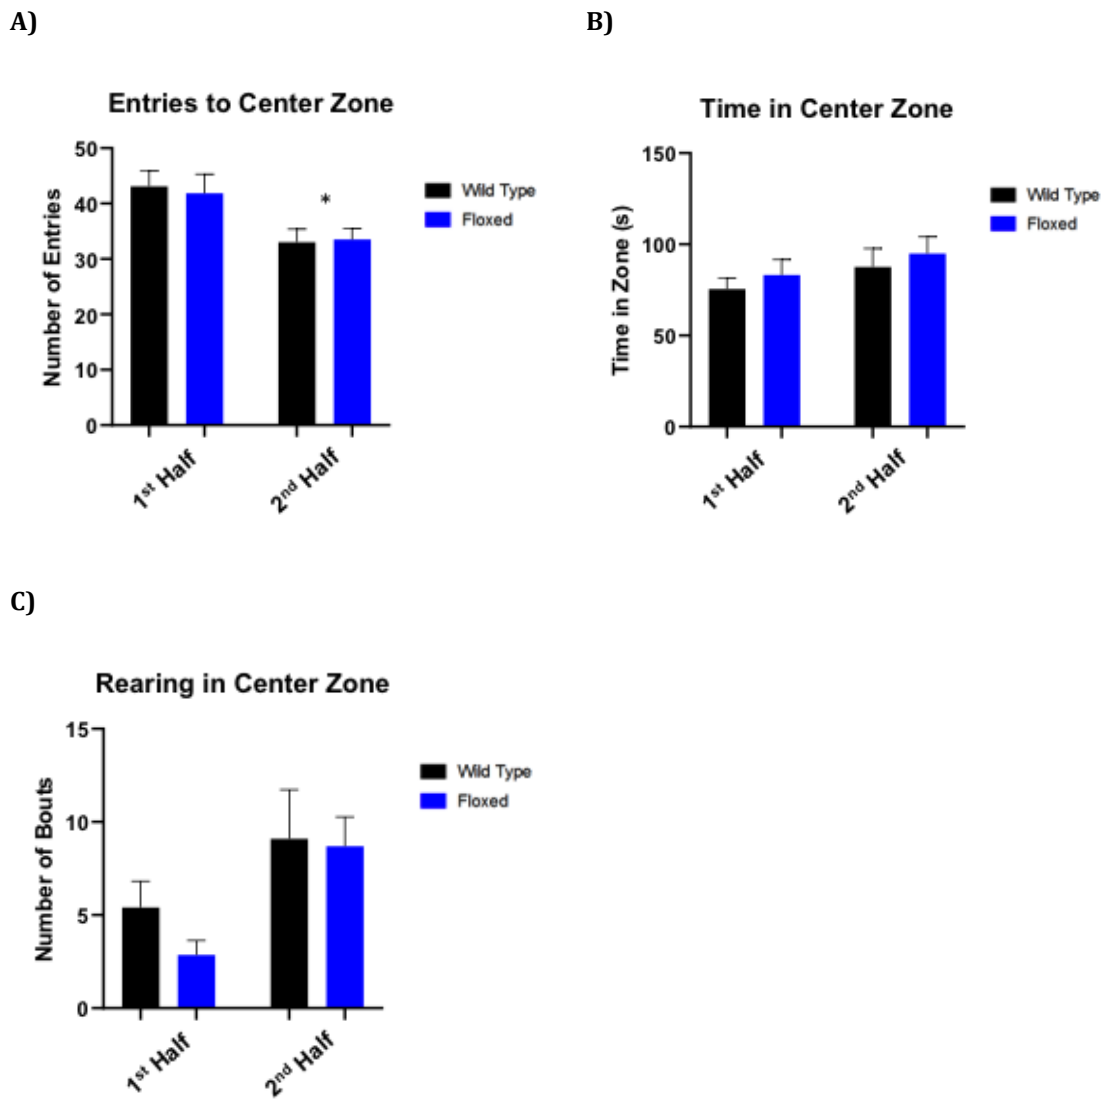 A)
Entries to Center Zone
Number of Entries
50
40
30
20
10
0
*
1st Half
2nd Half
Wild Type
Floxed
B)
Time in Center Zone
Time in Zone (s)
150
100
50
0
1st Half
2nd Half
Wild Type
Floxed
C)
Rearing in Center Zone
Number of Bouts
15
10
5
0
1st Half
2nd Half
Wild Type
Floxed